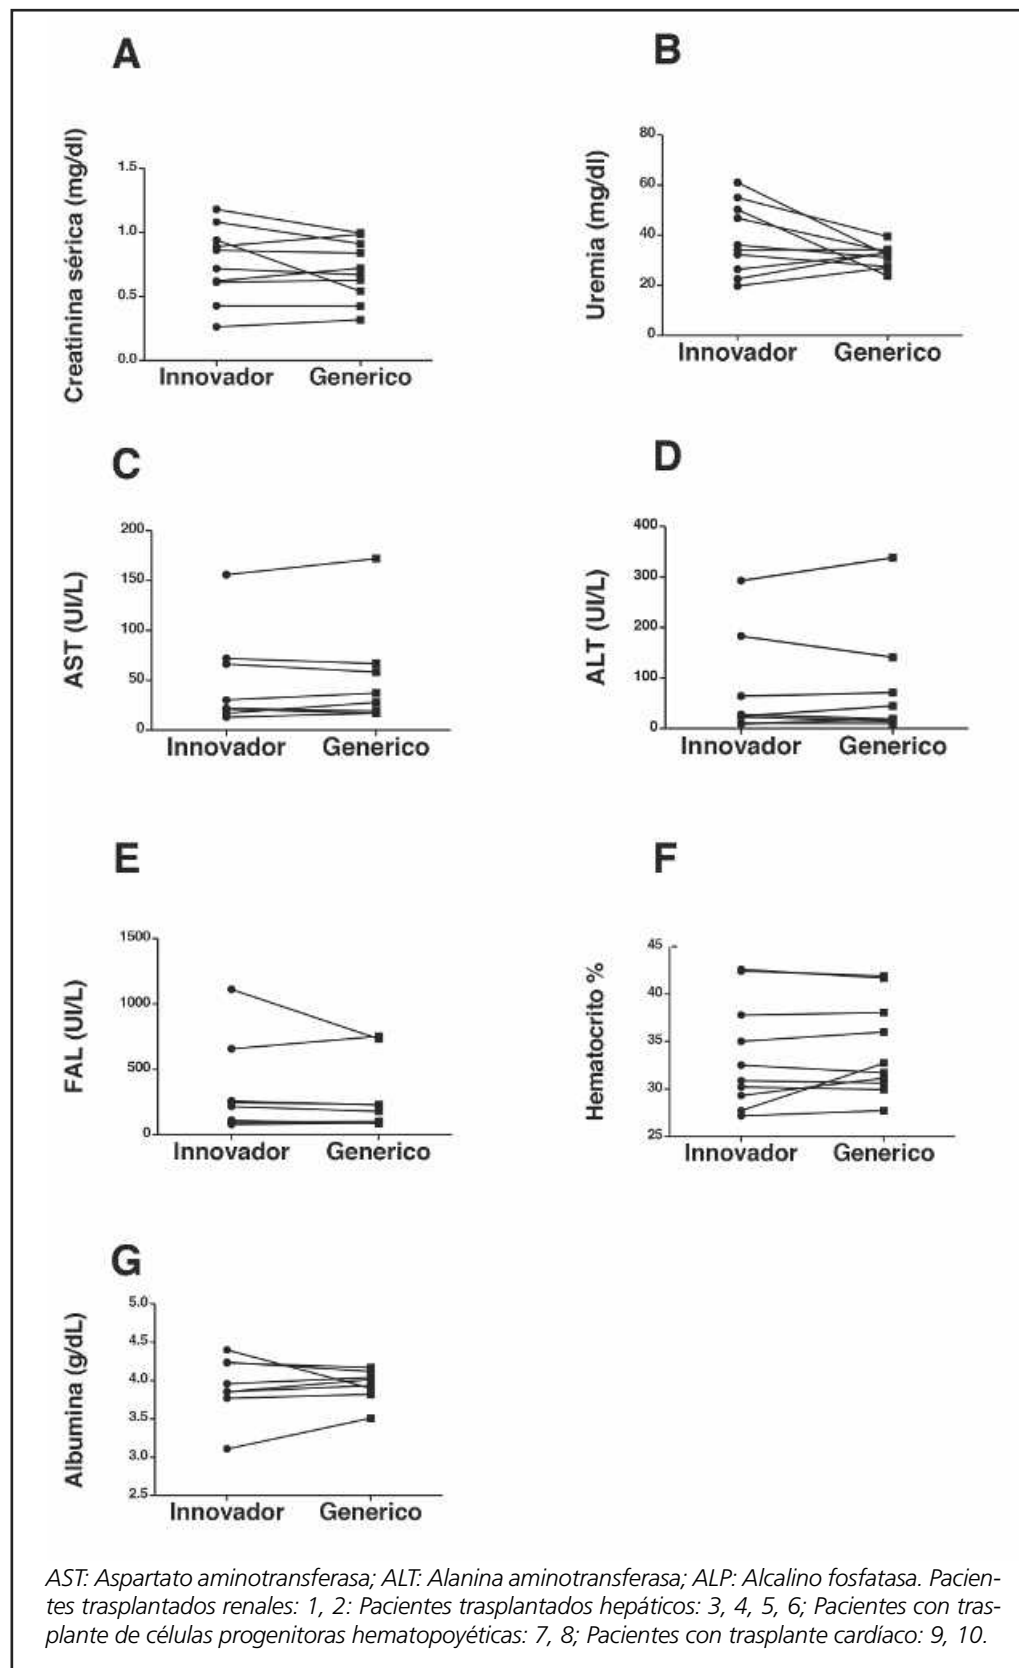 A
Creatinina sérica (mg/dl)
1.5
1.0
0.5
0.0
Innovador Generico
B
Uremia (mg/dl)
80
60
40
20
0
Innovador Generico
C
AST (UI/L)
200
150
100
50
0
Innovador Generico
D
ALT (UI/L)
400
300
200
100
0
Innovador Generico
E
FAL (UI/L)
1500
1000
500
0
Innovador Generico
F
Hematocrito %
45
40
35
30
25
Innovador Generico
G
Albumina (g/dL)
5.0
4.5
4.0
3.5
3.0
2.5
Innovador Generico
AST: Aspartato aminotransferasa; ALT: Alanina aminotransferasa; ALP: Alcalino fosfatasa. Pacien-
tes trasplantados renales: 1, 2: Pacientes trasplantados hepáticos: 3, 4, 5, 6; Pacientes con tras-
plante de células progenitoras hematopoyéticas: 7, 8; Pacientes con trasplante cardíaco: 9, 10.